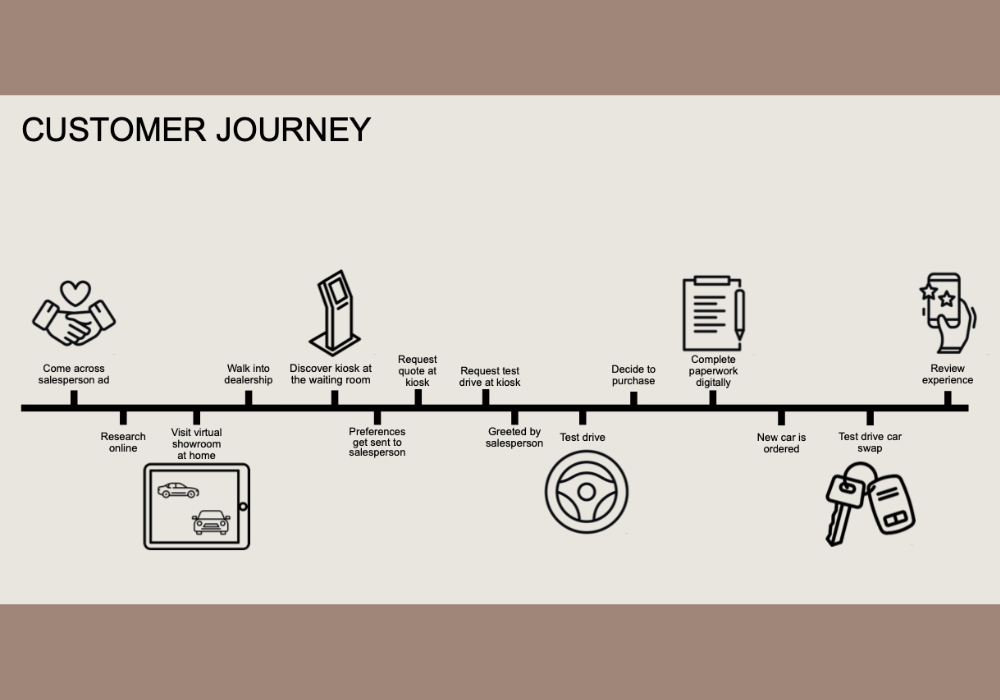 CUSTOMER JOURNEY
Come across
salesperson ad
Research
online
Visit virtual
showroom
at home
Walk into
dealership
Discover kiosk at
the waiting room
Preferences
get sent to
salesperson
Request
quote at
kiosk
Request test
drive at kiosk
Greeted by
salesperson
Test drive
Decide to
purchase
Complete
paperwork
digitally
New car is
ordered
Test drive car
swap
Review
experience